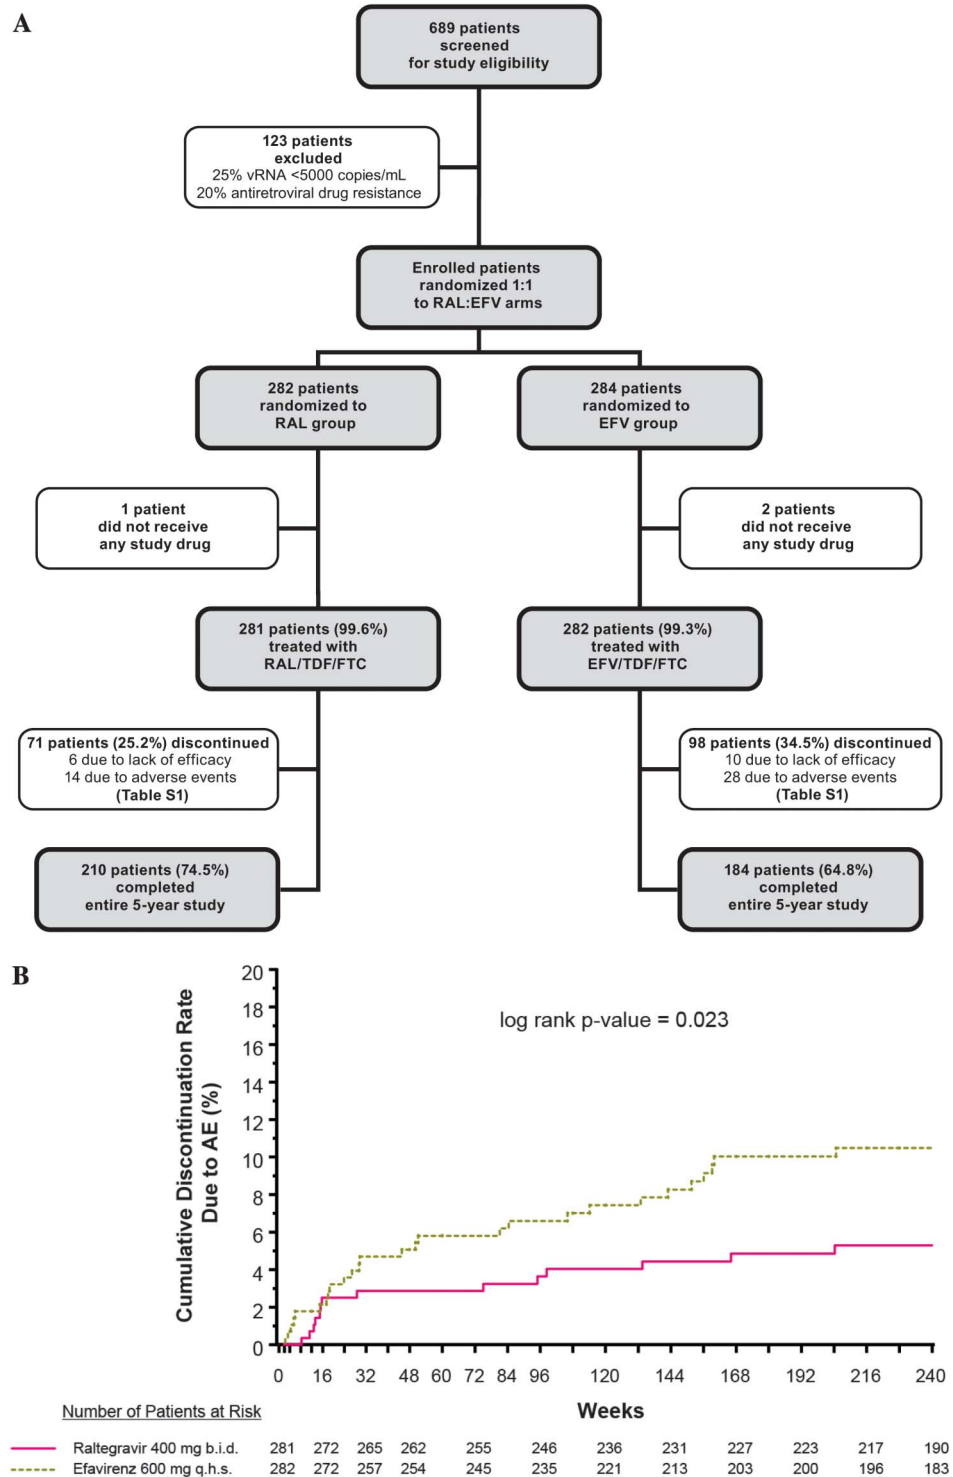 A
689 patients
screened
for study eligibility
123 patients
excluded
25% vRNA <5000 copies/mL
20% antiretroviral drug resistance
Enrolled patients
randomized 1:1
to RAL:EFV arms
282 patients
randomized to
RAL group
284 patients
randomized to
EFV group
1 patient
did not receive
any study drug
2 patients
did not receive
any study drug
281 patients (99.6%)
treated with
RAL/TDF/FTC
282 patients (99.3%)
treated with
EFV/TDF/FTC
71 patients (25.2%) discontinued
6 due to lack of efficacy
14 due to adverse events
(Table S1)
98 patients (34.5%) discontinued
10 due to lack of efficacy
28 due to adverse events
(Table S1)
210 patients (74.5%)
completed
entire 5-year study
184 patients (64.8%)
completed
entire 5-year study
B
Cumulative Discontinuation Rate
Due to AE (%)
20
18
16
14
12
10
8
6
4
2
0
log rank p-value = 0.023
0 16 32 48 60 72 84 96 120 144 168 192 216 240
Weeks
Number of Patients at Risk
Raltegravir 400 mg b.i.d. 281 272 265 262 255 246 236 231 227 223 217 190
Efavirenz 600 mg q.h.s. 282 272 257 254 245 235 221 213 203 200 196 183